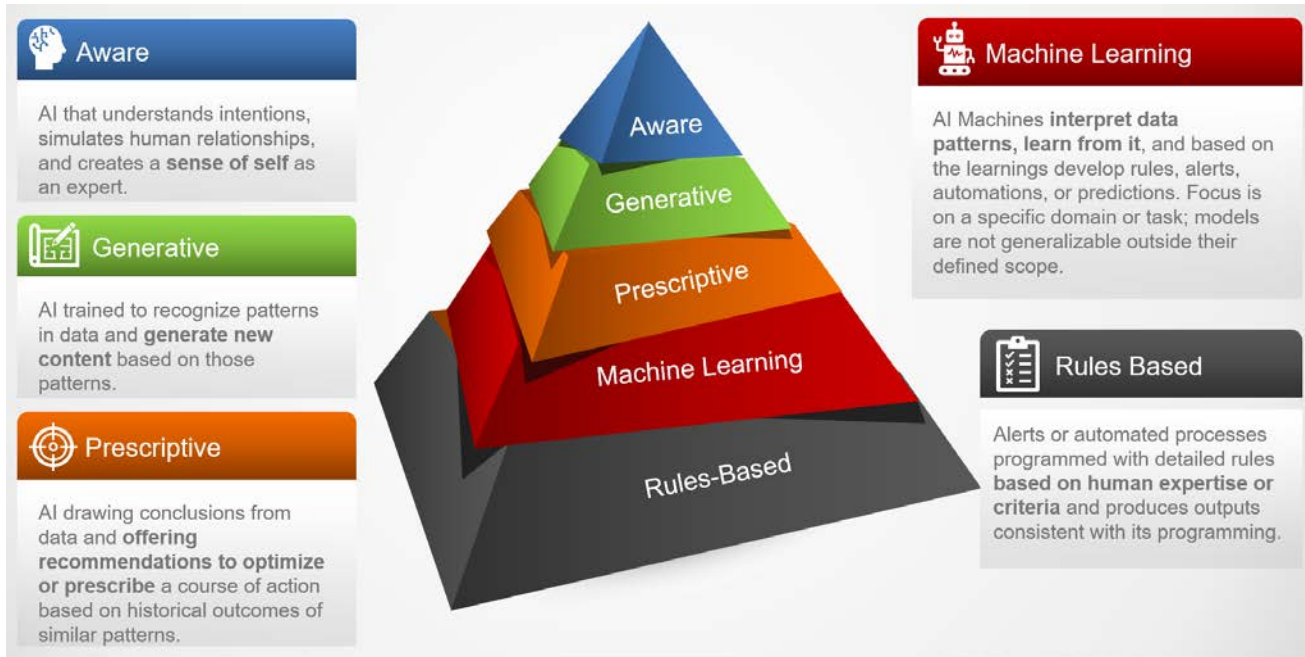 Aware
AI that understands intentions,
simulates human relationships,
and creates a sense of self as
an expert.
Generative
AI trained to recognize patterns
in data and generate new
content based on those
patterns.
Prescriptive
AI drawing conclusions from
data and offering
recommendations to optimize
or prescribe a course of action
based on historical outcomes of
similar patterns.
Aware
Generative
Prescriptive
Machine Learning
Rules-Based
Machine Learning
AI Machines interpret data
patterns, learn from it, and based on
the learnings develop rules, alerts,
automations, or predictions. Focus is
on a specific domain or task; models
are not generalizable outside their
defined scope.
Rules Based
Alerts or automated processes
programmed with detailed rules
based on human expertise or
criteria and produces outputs
consistent with its programming.